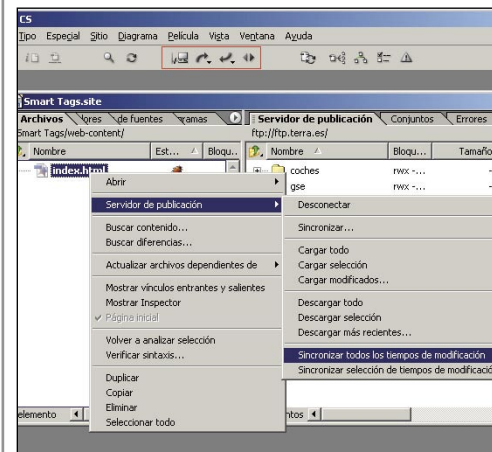 CS
Tipo Especial Sitio Diagrama Película Vista Ventana Ayuda
Smart Tags.site
Archivos de fuentes
Smart Tags/web-content/
Nombre Est... Bloqu..
index.html
Servidor de publicación Conjuntos Errores
ftp://ftp.terra.es/
Nombre Bloqu... Tamaño
coches rwx -...
gse rwx -...
Abrir
Servidor de publicación
Buscar contenido...
Buscar diferencias...
Actualizar archivos dependientes de
Mostrar vínculos entrantes y salientes
Mostrar Inspector
Página inicial
Volver a analizar selección
Verificar sintaxis...
Duplicar
Copiar
Eliminar
Seleccionar todo
Desconectar
Sincronizar...
Cargar todo
Cargar selección
Cargar modificados...
Descargar todo
Descargar selección
Descargar más recientes...
Sincronizar todos los tiempos de modificación
Sincronizar selección de tiempos de modificació
elemento
ntos